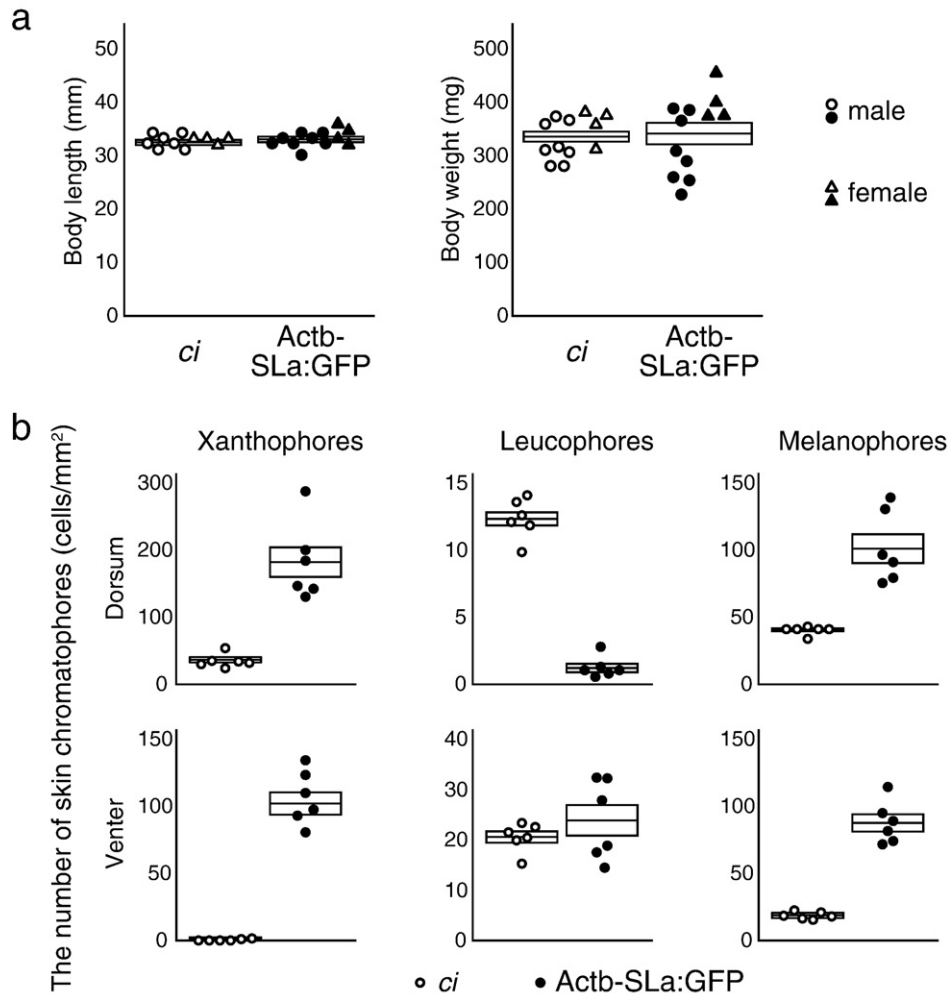 a
Body length (mm)
50
40
30
20
10
0
ci
Actb-
SLa:GFP
Body weight (mg)
500
400
300
200
100
0
ci
Actb-
SLa:GFP
male
female
b
The number of skin chromatophores (cells/mm²)
Xanthophores
Leucophores
Melanophores
Dorsum
300
200
100
0
15
10
5
0
150
100
50
0
Venter
150
100
50
0
40
30
20
10
0
150
100
50
0
ci
Actb-SLa:GFP